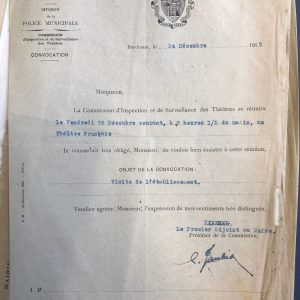 DIVISION
DE LA
POLICE MUNICIPALE
COMMISSION
d'Inspection et de Surveillance
des Théâtres
CONVOCATION
Bordeaux, le 14 Décembre 191
Monsieur,
La Commission d'Inspection et de Surveillance des Théâtres se réunira
le Vendredi 16 Décembre courant, à 9 heures 1/2 du matin, au
Théâtre Français
Je vous serais très obligé, Monsieur, de vouloir bien assister à cette réunion.
OBJET DE LA CONVOCATION:
Visite de l'établissement.
Veuillez agréer, Monsieur, l'expression de mes sentiments très distingués.
Le Premier Adjoint au Maire,
Président de la Commission,
A M
MAIRIE